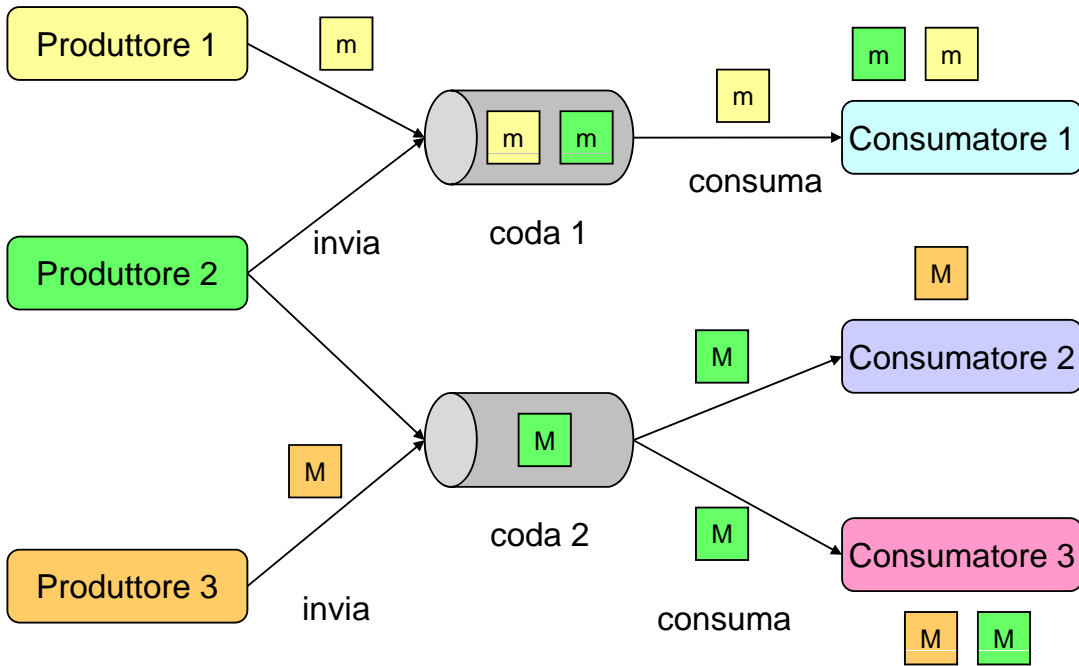 Produttore 1
m
m
m
m
m
m
Consumatore 1
consuma
coda 1
invia
Produttore 2
M
M
Consumatore 2
M
M
M
coda 2
Produttore 3
Consumatore 3
invia
consuma
M
M